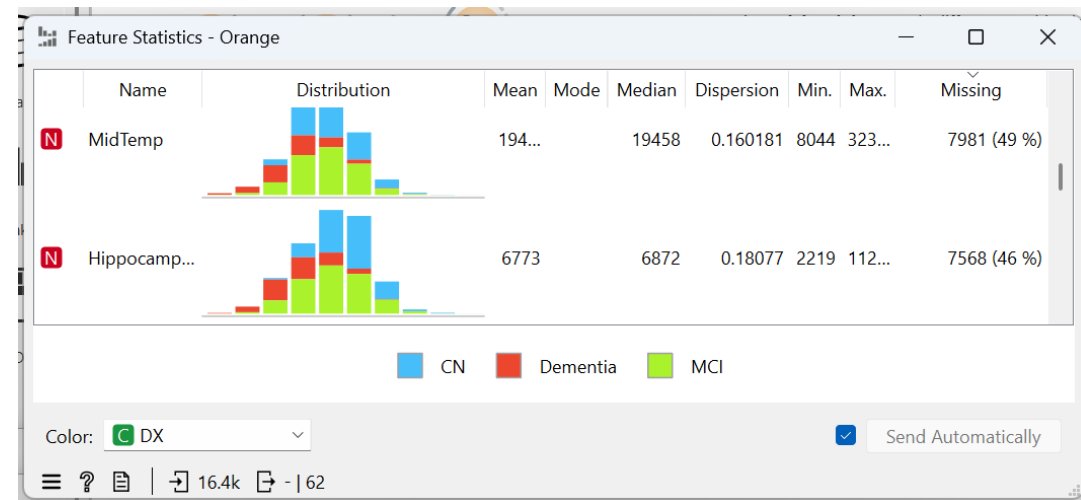 Feature Statistics - Orange
Name Distribution Mean Mode Median Dispersion Min. Max. Missing
N MidTemp 194... 19458 0.160181 8044 323... 7981 (49 %)
N Hippocamp... 6773 6872 0.18077 2219 112... 7568 (46 %)
CN Dementia MCI
Color: C DX Send Automatically
16.4k - | 62